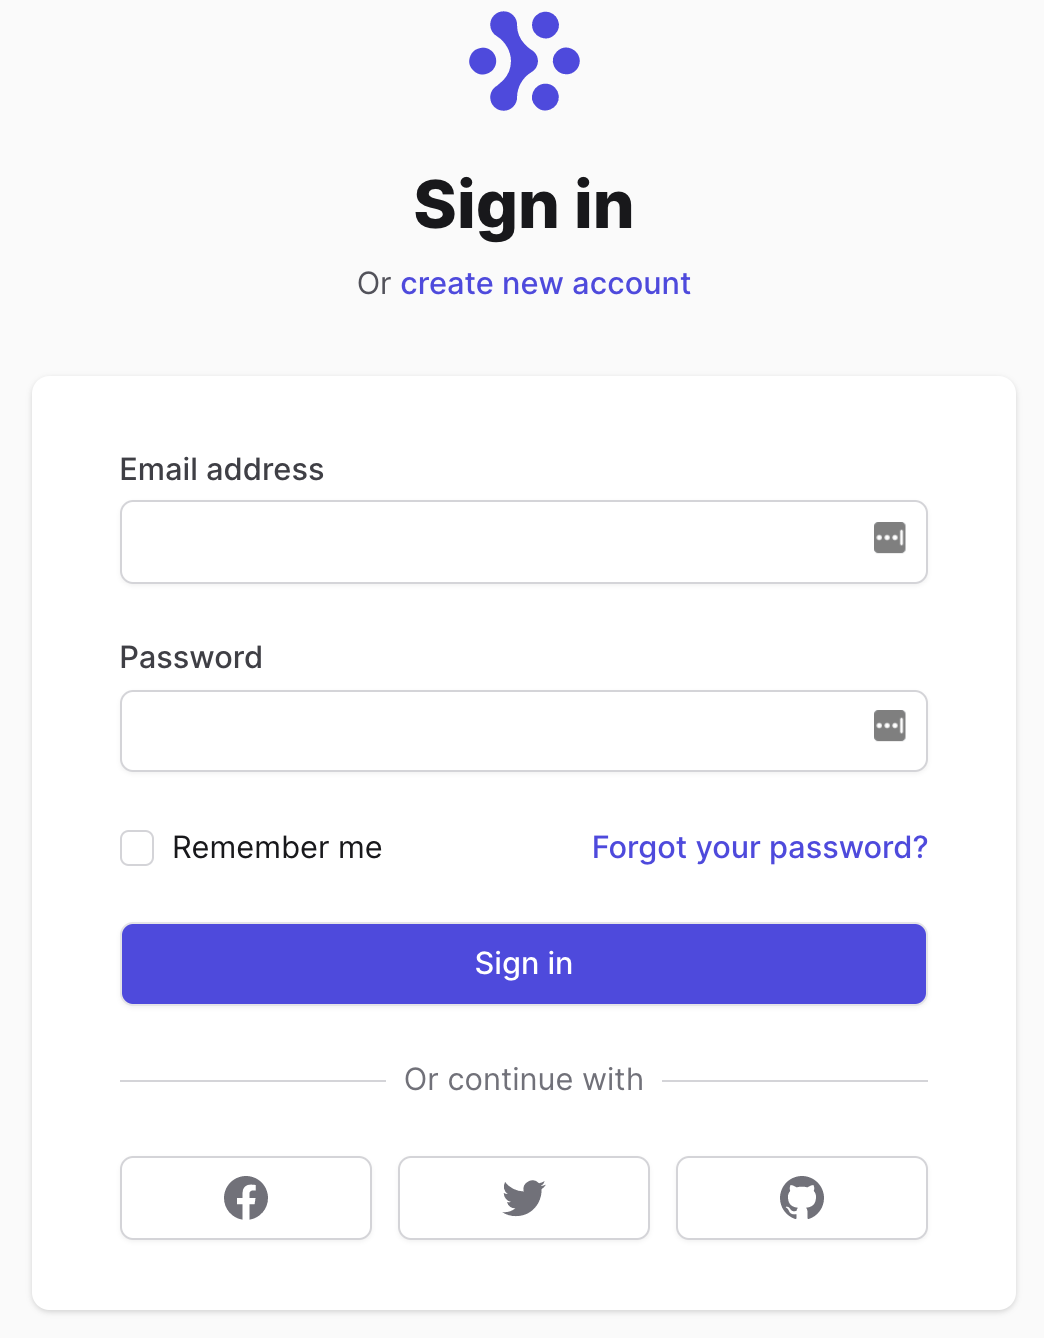 Sign in
Or create new account
Email address
Password
Remember me
Forgot your password?
Sign in
Or continue with